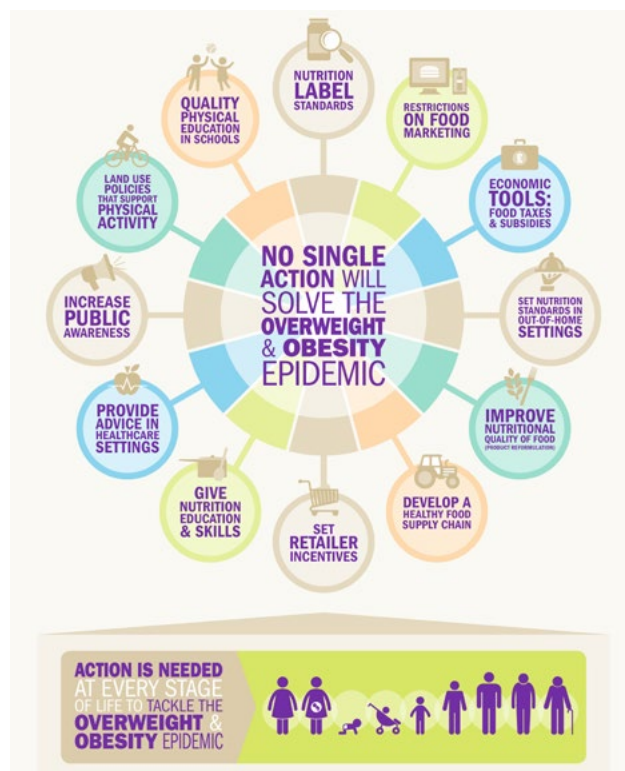 NUTRITION
LABEL
STANDARDS
RESTRICTIONS
ON FOOD
MARKETING
ECONOMIC
TOOLS:
FOOD TAXES
& SUBSIDIES
SET NUTRITION
STANDARDS IN
OUT-OF-HOME
SETTINGS
IMPROVE
NUTRITIONAL
QUALITY OF FOOD
(PRODUCT REFORMULATION)
DEVELOP A
HEALTHY FOOD
SUPPLY CHAIN
SET
RETAILER
INCENTIVES
GIVE
NUTRITION
EDUCATION
& SKILLS
PROVIDE
ADVICE IN
HEALTHCARE
SETTINGS
INCREASE
PUBLIC
AWARENESS
LAND USE
POLICIES
THAT SUPPORT
PHYSICAL
ACTIVITY
QUALITY
PHYSICAL
EDUCATION
IN SCHOOLS
NO SINGLE
ACTION WILL
SOLVE THE
OVERWEIGHT
& OBESITY
EPIDEMIC
ACTION IS NEEDED
AT EVERY STAGE
OF LIFE TO TACKLE THE
OVERWEIGHT &
OBESITY EPIDEMIC